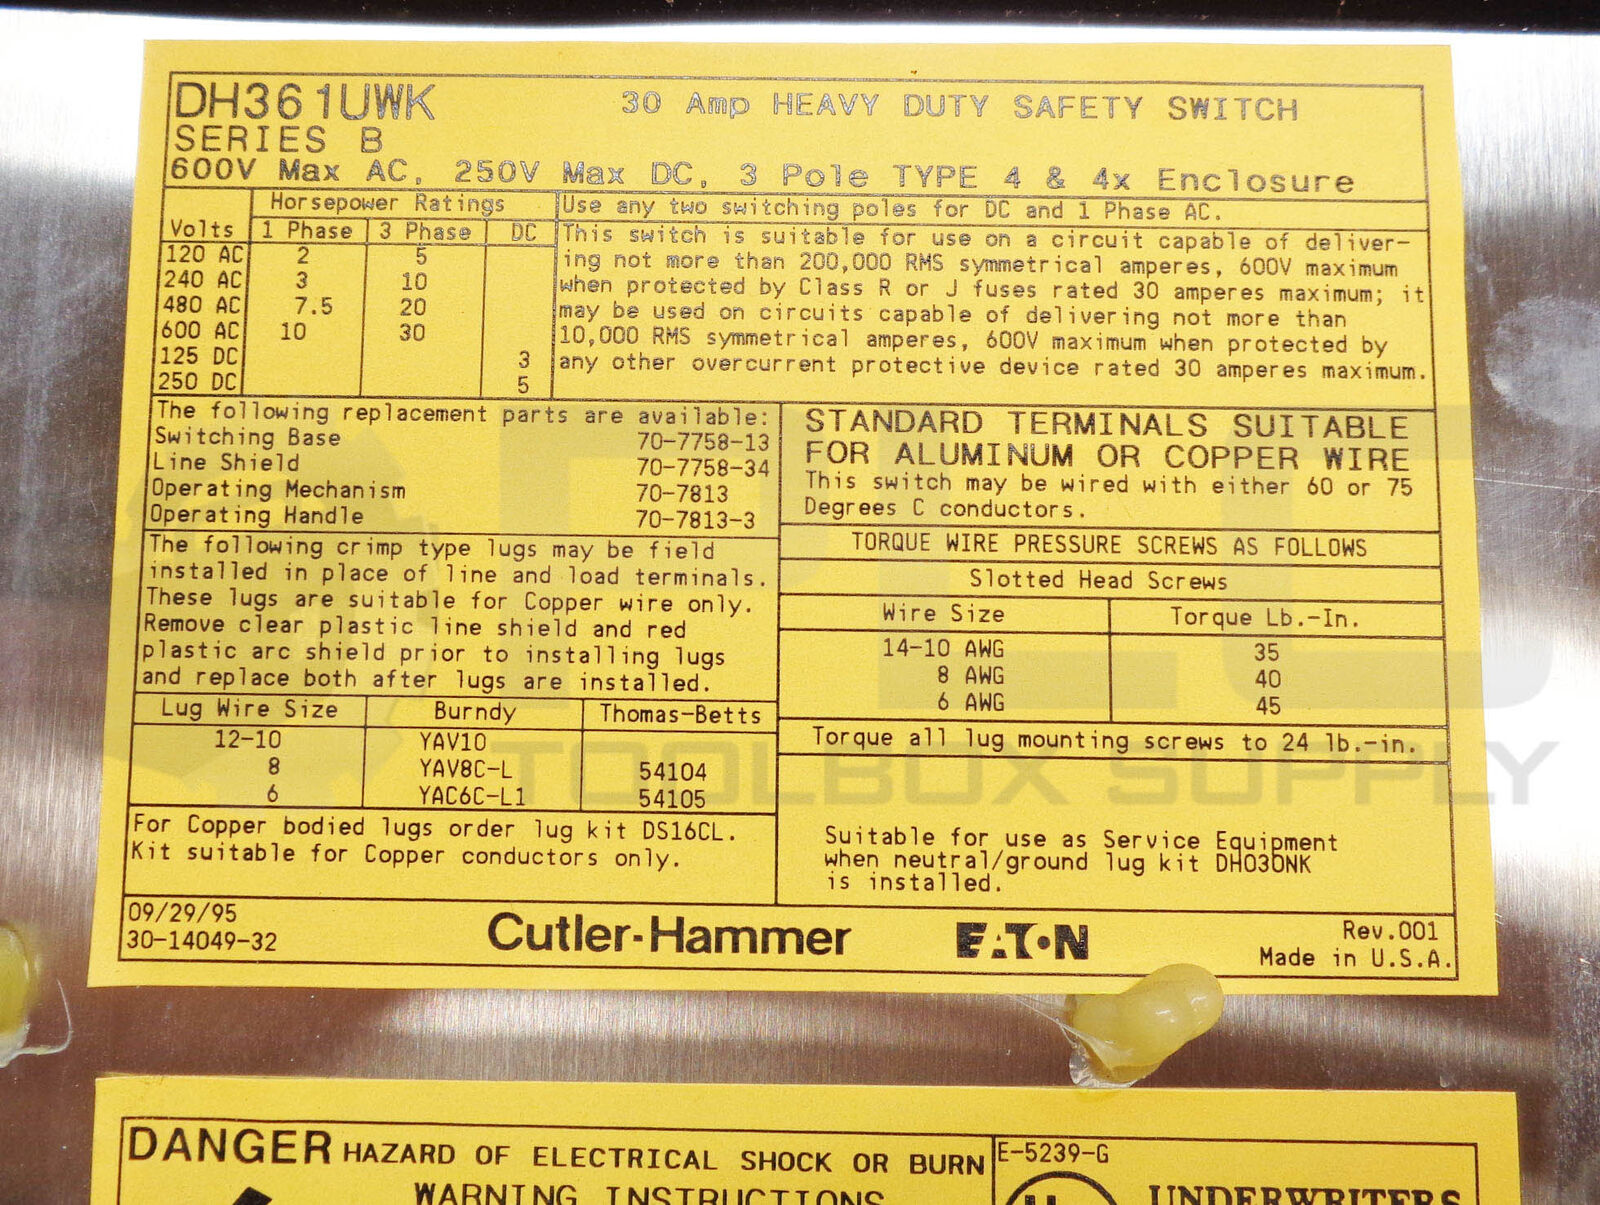 DH361UWK
30 Amp HEAVY DUTY SAFETY SWITCH
SERIES B
600V Max AC, 250V Max DC, 3 Pole TYPE 4 & 4x Enclosure
Horsepower Ratings
Volts 1 Phase 3 Phase DC
120 AC 2 5
240 AC 3 10
480 AC 7.5 20
600 AC 10 30
125 DC 3
250 DC 5
Use any two switching poles for DC and 1 Phase AC.
This switch is suitable for use on a circuit capable of deliver-
ing not more than 200,000 RMS symmetrical amperes, 600V maximum
when protected by Class R or J fuses rated 30 amperes maximum; it
may be used on circuits capable of delivering not more than
10,000 RMS symmetrical amperes, 600V maximum when protected by
any other overcurrent protective device rated 30 amperes maximum.
The following replacement parts are available:
Switching Base 70-7758-13
Line Shield 70-7758-34
Operating Mechanism 70-7813
Operating Handle 70-7813-3
The following crimp type lugs may be field
installed in place of line and load terminals.
These lugs are suitable for Copper wire only.
Remove clear plastic line shield and red
plastic arc shield prior to installing lugs
and replace both after lugs are installed.
Lug Wire Size Burndy Thomas-Betts
12-10 YAV10
8 YAV8C-L 54104
6 YAC6C-L1 54105
For Copper bodied lugs order lug kit DS16CL.
Kit suitable for Copper conductors only.
STANDARD TERMINALS SUITABLE
FOR ALUMINUM OR COPPER WIRE
This switch may be wired with either 60 or 75
Degrees C conductors.
TORQUE WIRE PRESSURE SCREWS AS FOLLOWS
Slotted Head Screws
Wire Size Torque Lb.-In.
14-10 AWG 35
8 AWG 40
6 AWG 45
Torque all lug mounting screws to 24 lb.-in.
Suitable for use as Service Equipment
when neutral/ground lug kit DH030NK
is installed.
09/29/95
30-14049-32
Cutler-Hammer
EATON
Rev.001
Made in U.S.A.
PLC
TOOLBOX SUPPLY
DANGER HAZARD OF ELECTRICAL SHOCK OR BURN
WARNING INSTRUCTIONS
E-5239-G
UL
UNDERWRITERS